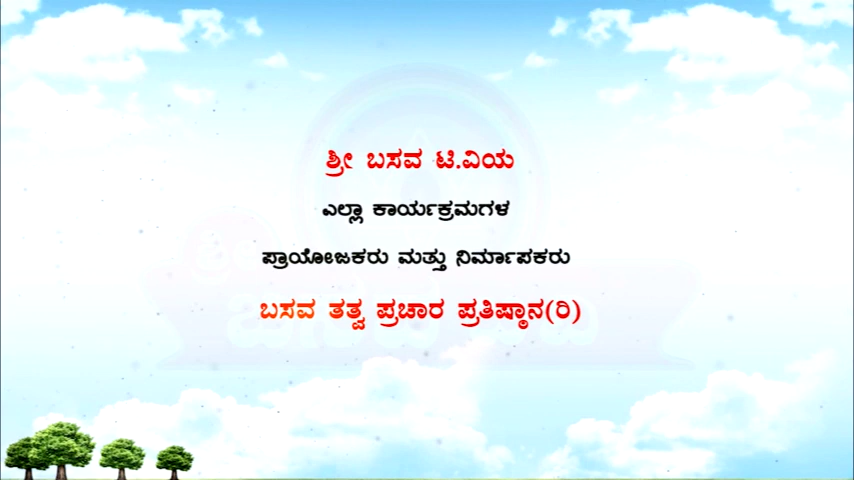 ಶ್ರೀ ಬಸವ ಟಿ.ವಿಯ
ಎಲ್ಲಾ ಕಾರ್ಯಕ್ರಮಗಳ
ಪ್ರಾಯೋಜಕರು ಮತ್ತು ನಿರ್ಮಾಪಕರು
ಬಸವ ತತ್ವ ಪ್ರಚಾರ ಪ್ರತಿಷ್ಠಾನ(ರಿ)